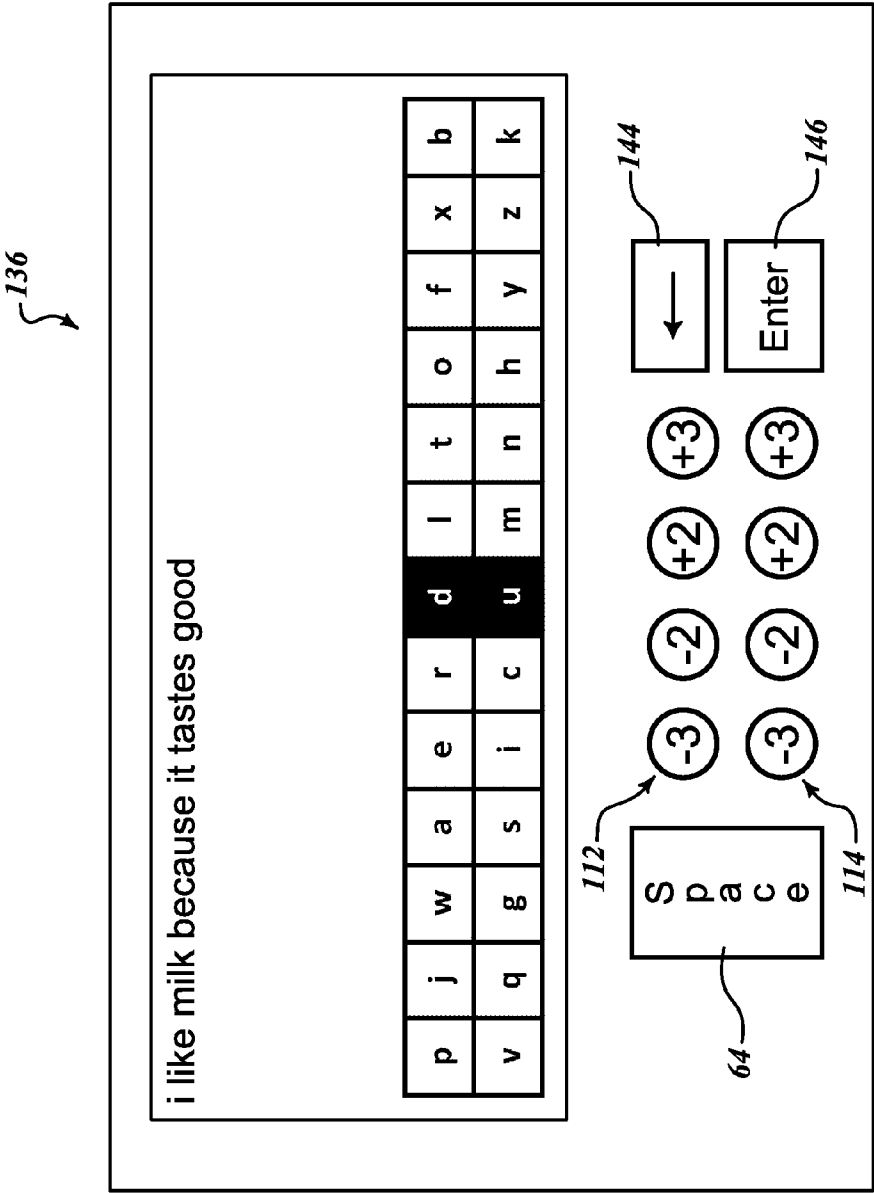 136
i like milk because it tastes good
p j w a e r d l t o f x b
v q g s i c u m n h y z k
112
144
Space
-3 -2 +2 +3 ←
-3 -2 +2 +3 Enter
64
114
146